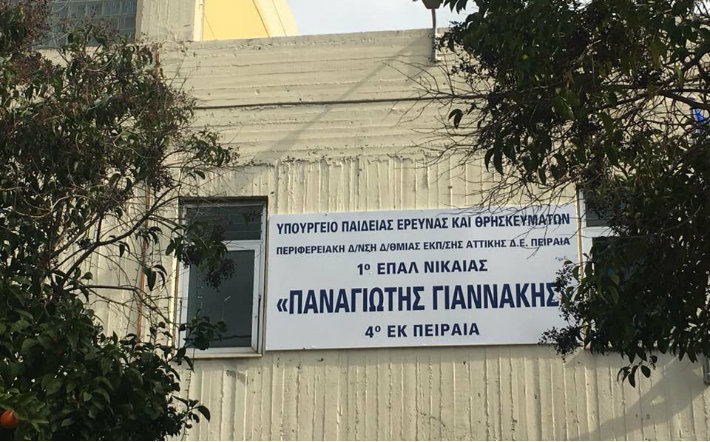 ΥΠΟΥΡΓΕΙΟ ΠΑΙΔΕΙΑΣ ΕΡΕΥΝΑΣ ΚΑΙ ΘΡΗΣΚΕΥΜΑΤΩΝ
ΠΕΡΙΦΕΡΕΙΑΚΗ Δ/ΝΣΗ Δ/ΘΜΙΑΣ ΕΚΠ/ΣΗΣ ΑΤΤΙΚΗΣ Δ.Ε. ΠΕΙΡΑΙΑ
1ο ΕΠΑΛ ΝΙΚΑΙΑΣ
«ΠΑΝΑΓΙΩΤΗΣ ΓΙΑΝΝΑΚΗΣ
4ο ΕΚ ΠΕΙΡΑΙΑ